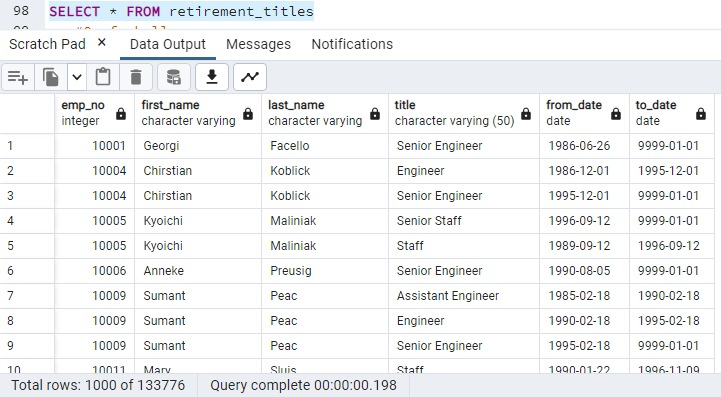 98 SELECT * FROM retirement_titles
Scratch Pad × Data Output Messages Notifications
emp_no first_name last_name title from_date to_date
integer character varying character varying character varying (50) date date
1 10001 Georgi Facello Senior Engineer 1986-06-26 9999-01-01
2 10004 Chirstian Koblick Engineer 1986-12-01 1995-12-01
3 10004 Chirstian Koblick Senior Engineer 1995-12-01 9999-01-01
4 10005 Kyoichi Maliniak Senior Staff 1996-09-12 9999-01-01
5 10005 Kyoichi Maliniak Staff 1989-09-12 1996-09-12
6 10006 Anneke Preusig Senior Engineer 1990-08-05 9999-01-01
7 10009 Sumant Peac Assistant Engineer 1985-02-18 1990-02-18
8 10009 Sumant Peac Engineer 1990-02-18 1995-02-18
9 10009 Sumant Peac Senior Engineer 1995-02-18 9999-01-01
10 10011 Mary Sluis Staff 1990-01-22 1996-11-09
Total rows: 1000 of 133776 Query complete 00:00:00.198